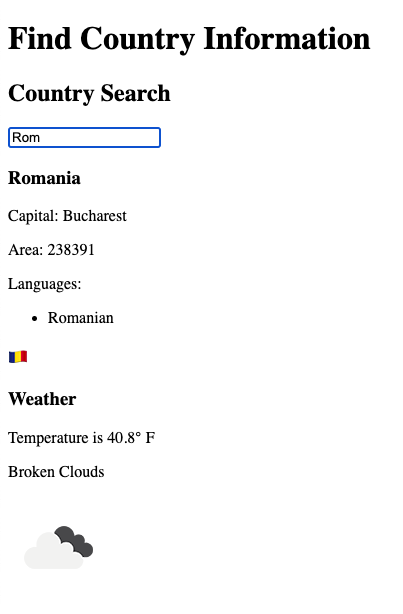 Find Country Information
Country Search
Rom
Romania
Capital: Bucharest
Area: 238391
Languages:
• Romanian
Weather
Temperature is 40.8° F
Broken Clouds